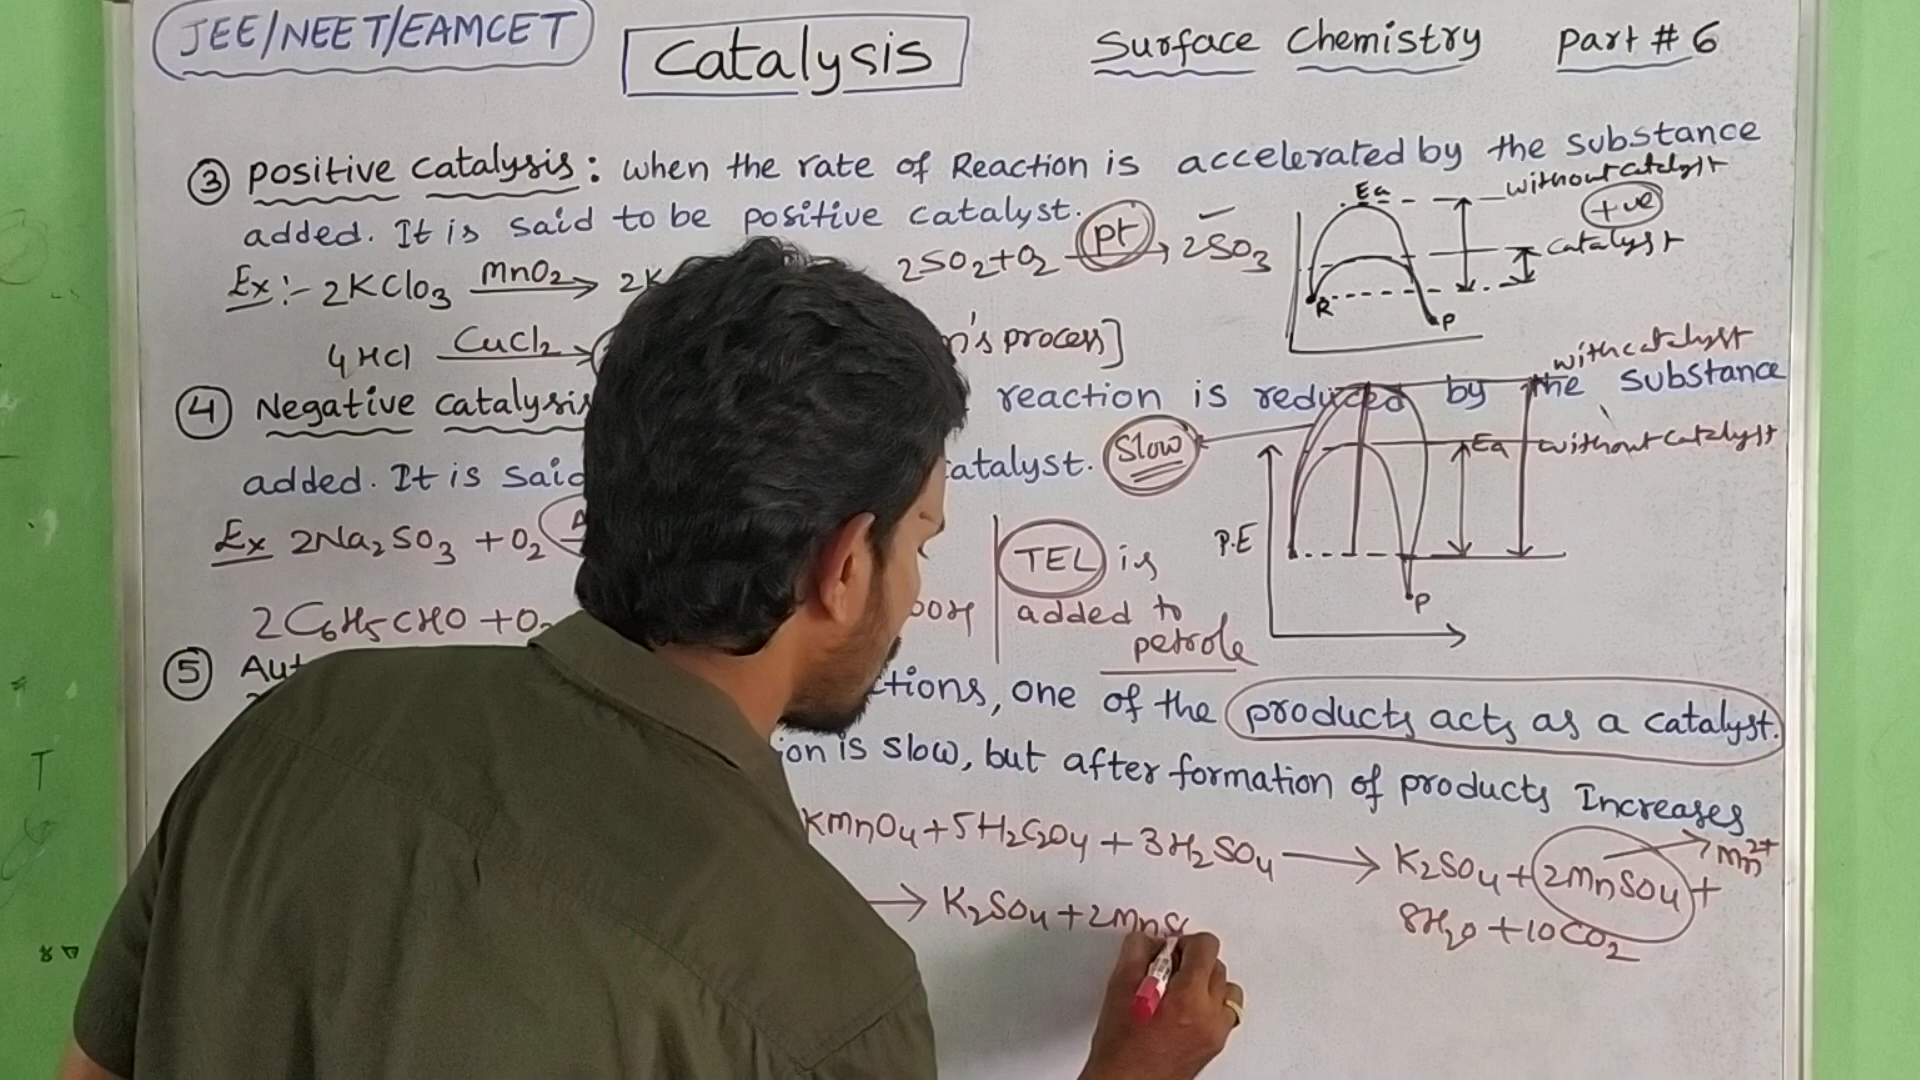 JEE/NEET/EAMCET
Catalysis
Surface Chemistry Part # 6
③ positive catalysis: when the rate of Reaction is accelerated by the substance
added. It is said to be positive catalyst.
Ex:- 2KClO3 MnO2→ 2K
2SO2+O2 pt→ 2SO3
4HCl CuCl2→
n's process]
Ea
without catalyst
+ve
catalyst
R
P
④ Negative catalysis reaction is reduced by the substance
added. It is said catalyst.
Slow
with catalyst
Ea without catalyst
P.E
P
Ex 2Na2SO3 + O2
2C6H5CHO + O2 OOH
TEL is
added to
petrole
⑤ Aut ctions, one of the products acts as a catalyst.
ion is slow, but after formation of products Increases
KMnO4+5H2C2O4+3H2SO4 → K2SO4+2MnSO4+
Mn2+
8H2O+10CO2
→ K2SO4+2MnS